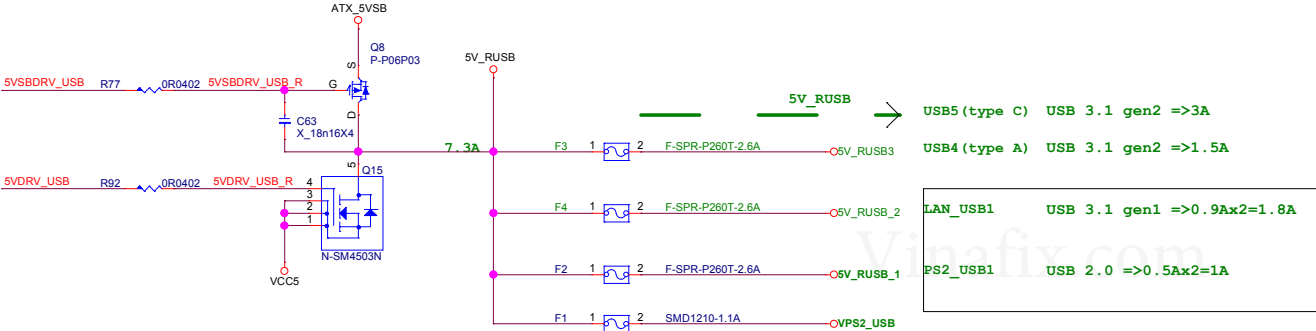 ATX_5VSB
Q8
P-P06P03
5V_RUSB
S
G
D
5VSBDRV_USB R77 0R0402 5VSBDRV_USB_R
C63
X_18n16X4
5V_RUSB
USB5(type C) USB 3.1 gen2 =>3A
7.3A
F3 1 2 F-SPR-P260T-2.6A 5V_RUSB3
USB4(type A) USB 3.1 gen2 =>1.5A
5VDRV_USB R92 0R0402 5VDRV_USB_R
5
Q15
4
3
2
1
N-SM4503N
VCC5
F4 1 2 F-SPR-P260T-2.6A 5V_RUSB_2
LAN_USB1 USB 3.1 gen1 =>0.9Ax2=1.8A
Vinafix.com
F2 1 2 F-SPR-P260T-2.6A 5V_RUSB_1
PS2_USB1 USB 2.0 =>0.5Ax2=1A
F1 1 2 SMD1210-1.1A VPS2_USB